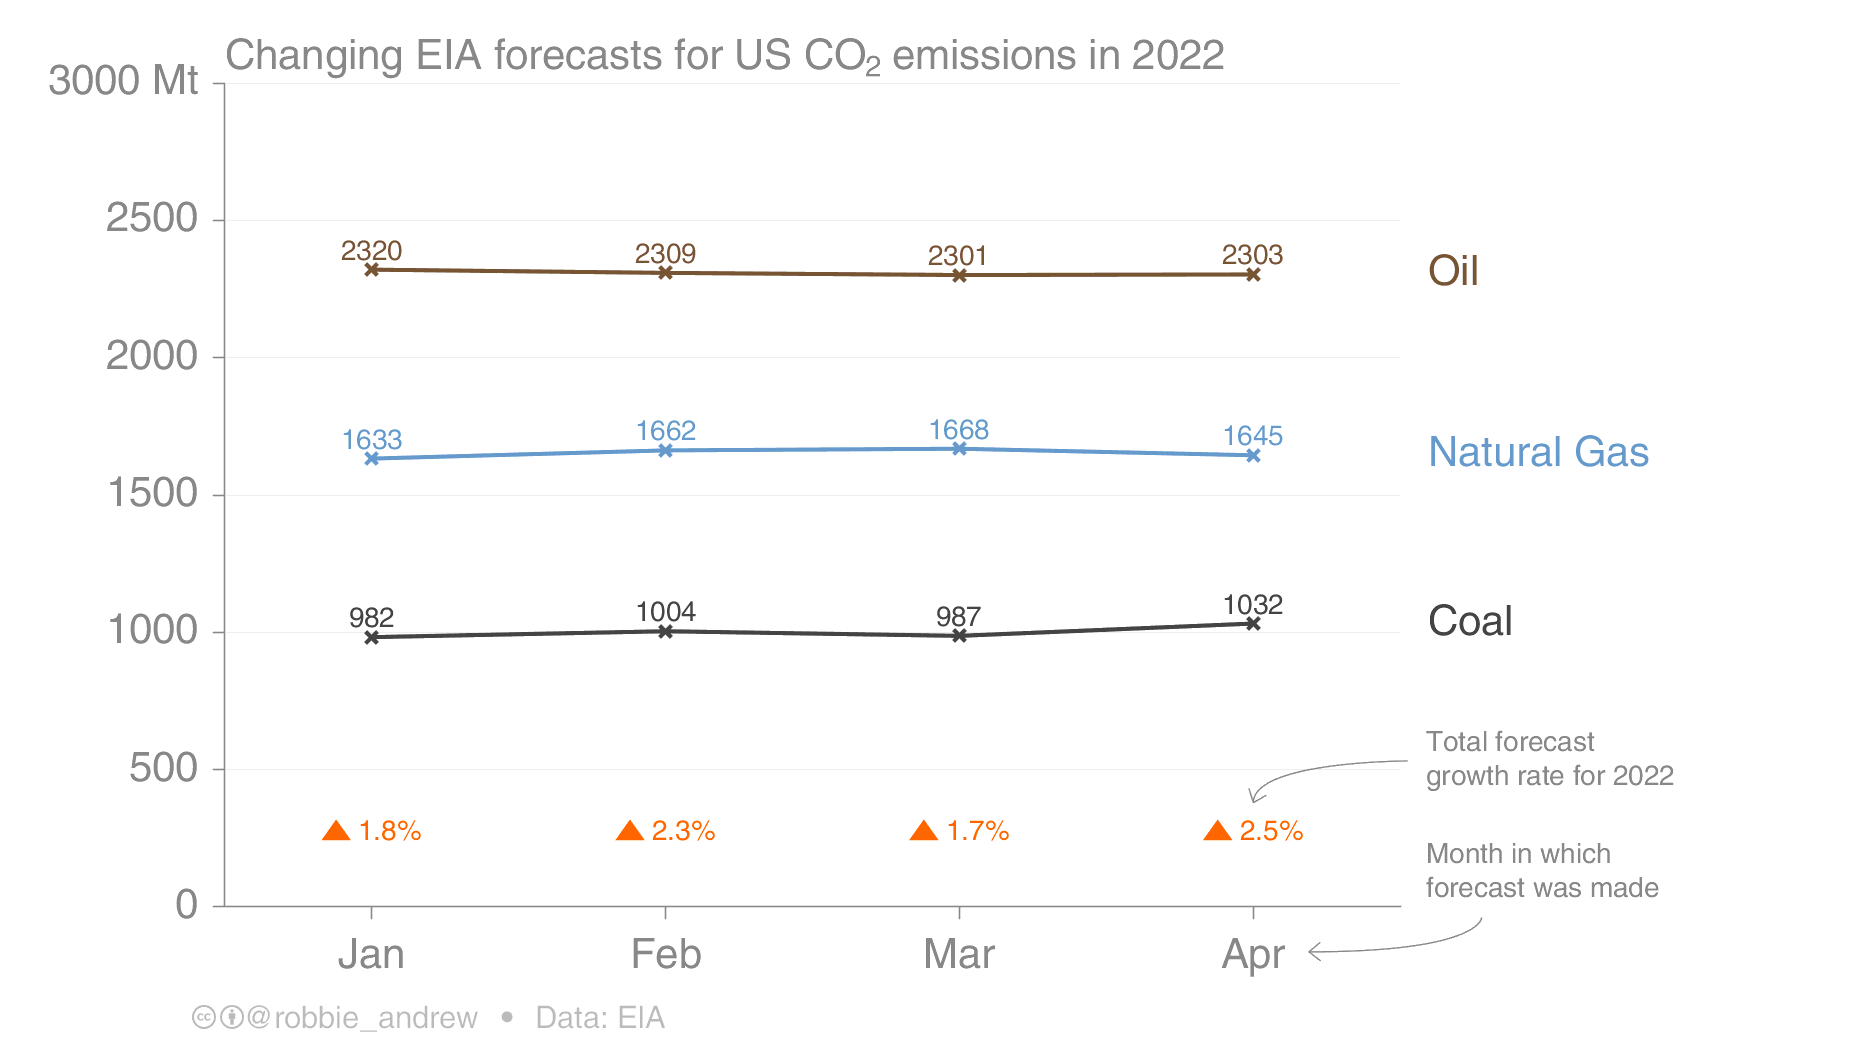 Changing EIA forecasts for US CO₂ emissions in 2022
3000 Mt
2500
2000
1500
1000
500
0
2320
2309
2301
2303
Oil
1633
1662
1668
1645
Natural Gas
982
1004
987
1032
Coal
Total forecast
growth rate for 2022
1.8%
2.3%
1.7%
2.5%
Month in which
forecast was made
Jan
Feb
Mar
Apr
cc @robbie_andrew • Data: EIA